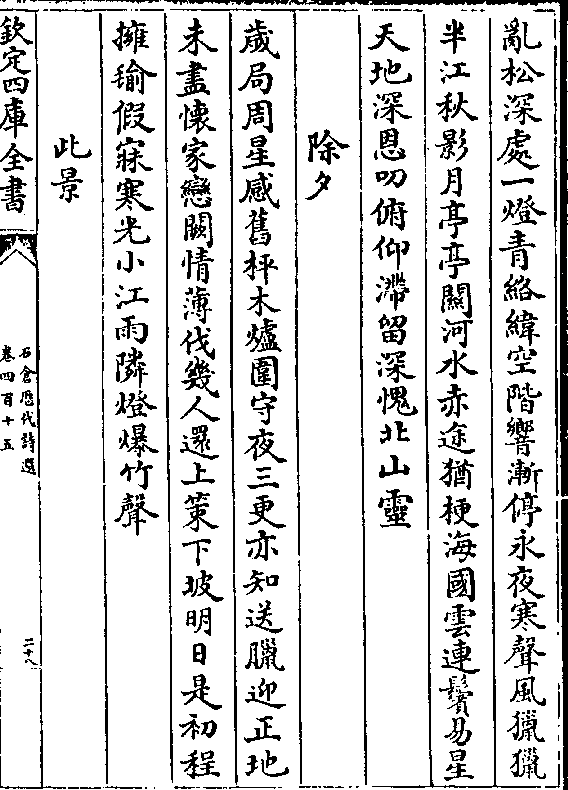 亂松深處一燈青絡緯空階響漸停永夜寒聲風獵獵
半江秋影月亭亭關河水赤途猶梗海國雲連鬢易星
天地深恩叨俯仰滯留深愧北山靈
除夕
歲局周星感舊枰木爐圍守夜三更亦知送臘迎正地
未盡懷家戀闕情薄伐幾人還上策下坡明日是初程
擁瑜假寐寒光小江雨隣燈爆竹聲
此景
欽定四庫全書
石倉歷代詩選
卷四百十五
二十八